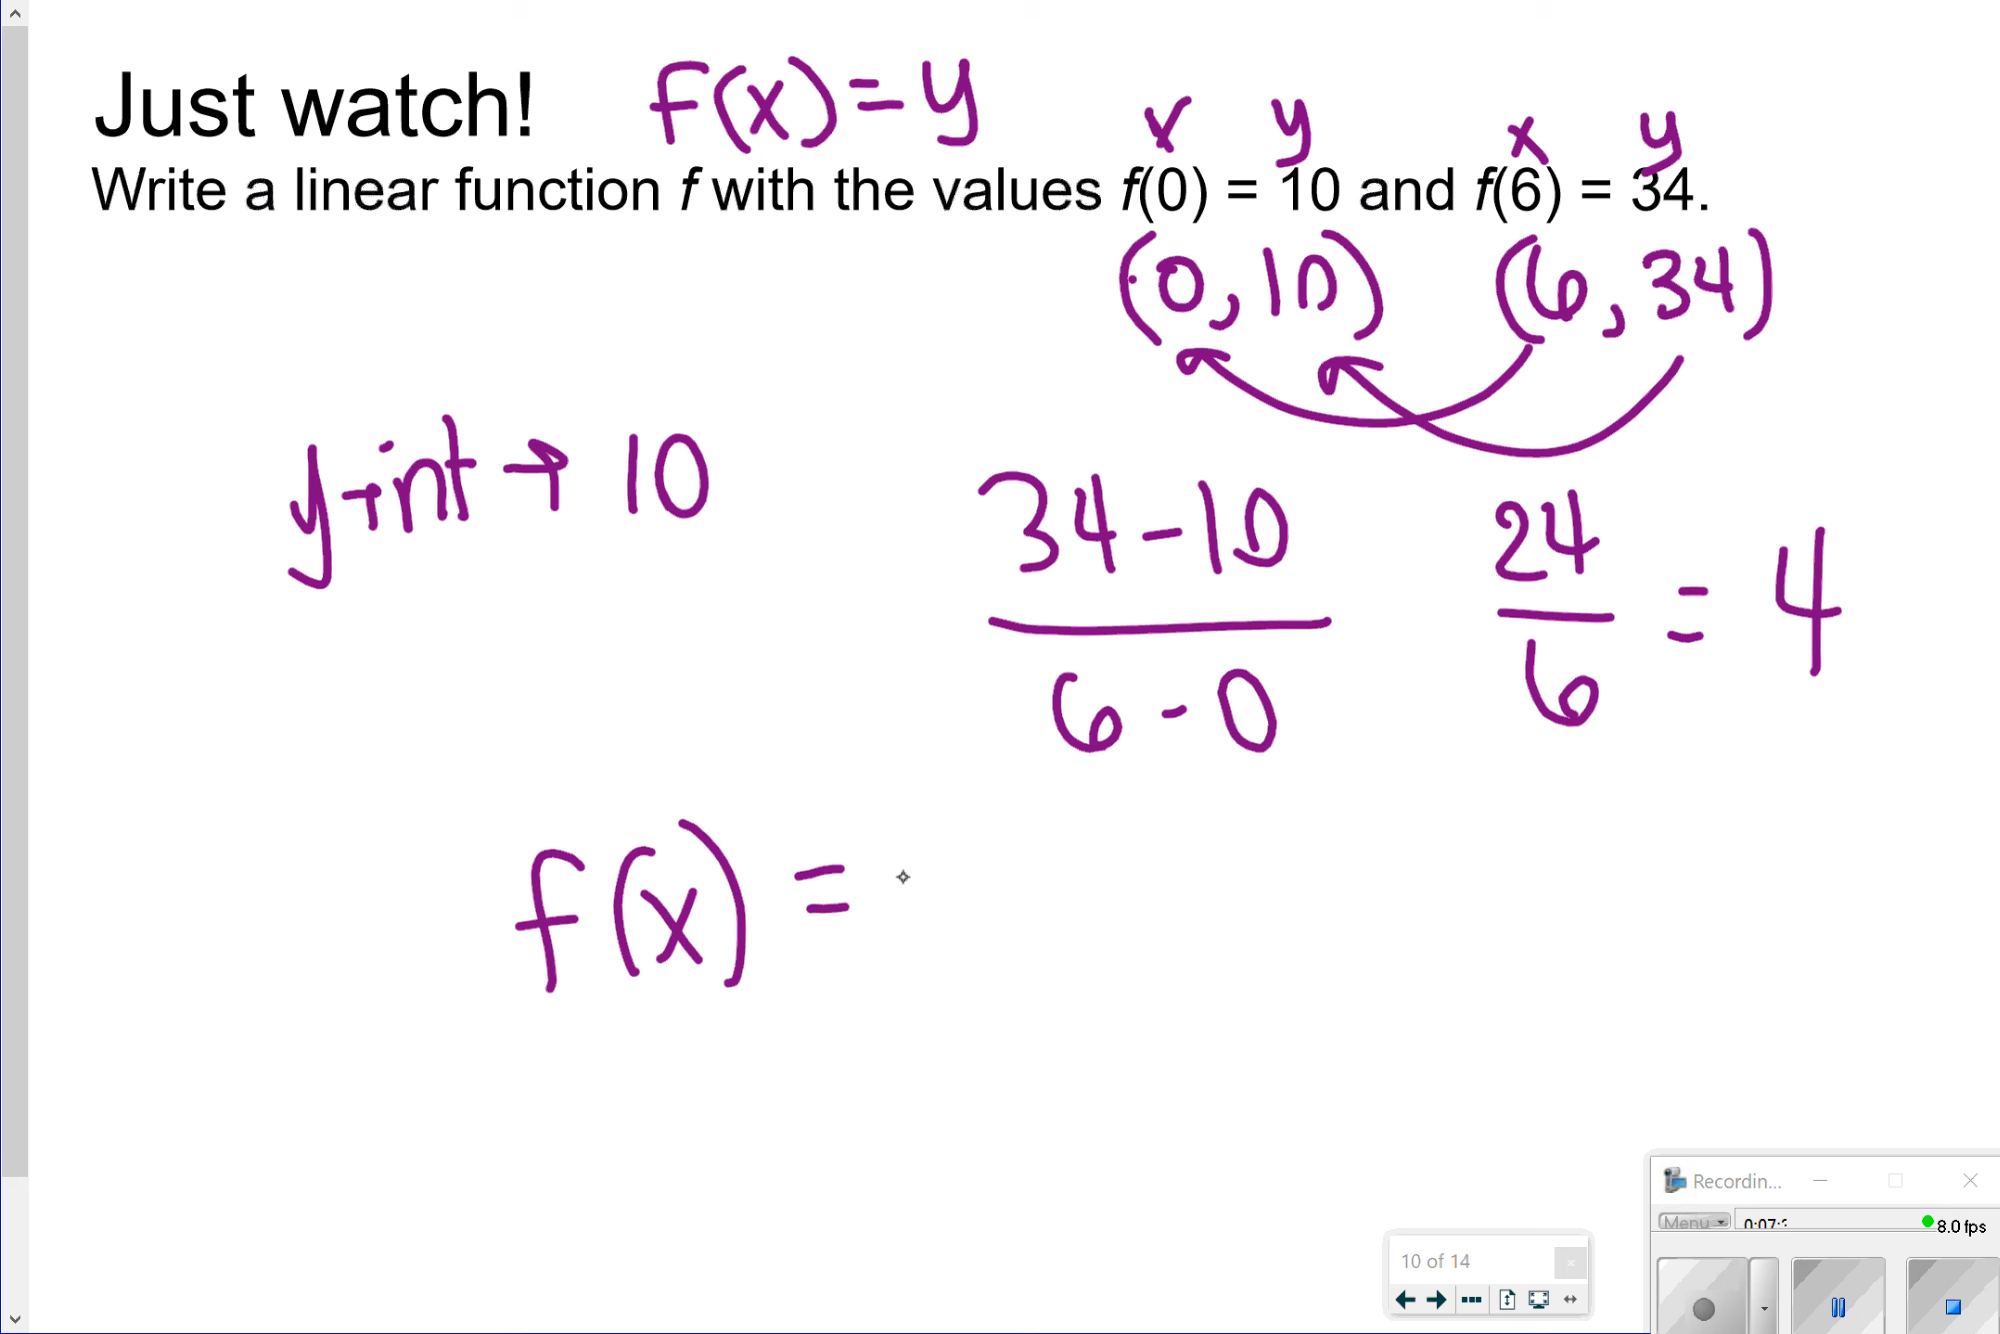 Just watch! f(x) = y
x y x y
Write a linear function f with the values f(0) = 10 and f(6) = 34.
(0, 10) (6, 34)
y-int → 10
34 - 10
6 - 0
24
6
= 4
f(x) =
Recordin...
Menu
8.0 fps
10 of 14